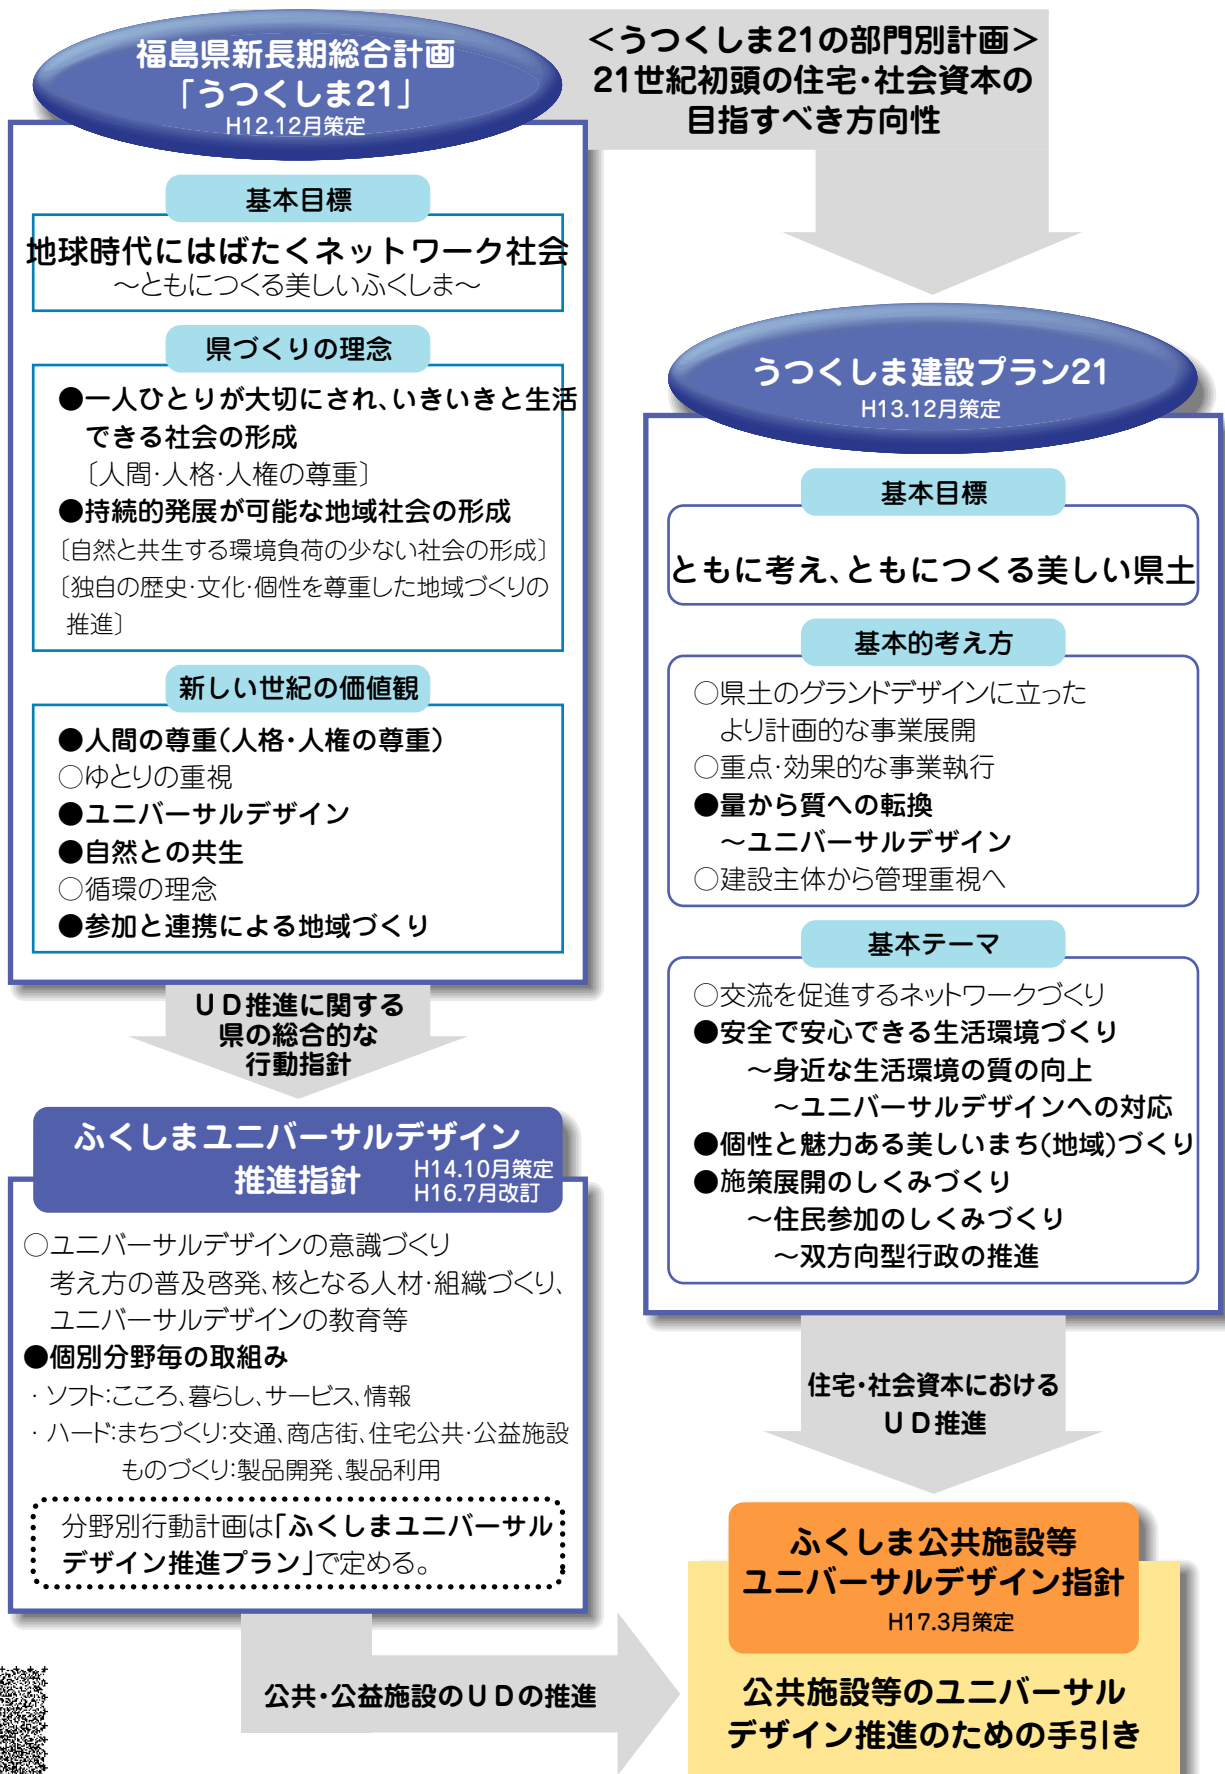 福島県新長期総合計画
「うつくしま21」
H12.12月策定
＜うつくしま21の部門別計画＞
21世紀初頭の住宅・社会資本の
目指すべき方向性
基本目標
地球時代にはばたくネットワーク社会
～ともにつくる美しいふくしま～
県づくりの理念
●一人ひとりが大切にされ、いきいきと生活
できる社会の形成
〔人間・人格・人権の尊重〕
●持続的発展が可能な地域社会の形成
〔自然と共生する環境負荷の少ない社会の形成〕
〔独自の歴史・文化・個性を尊重した地域づくりの
推進〕
新しい世紀の価値観
●人間の尊重(人格・人権の尊重)
○ゆとりの重視
●ユニバーサルデザイン
●自然との共生
○循環の理念
●参加と連携による地域づくり
UD推進に関する
県の総合的な
行動指針
ふくしまユニバーサルデザイン
推進指針
H14.10月策定
H16.7月改訂
○ユニバーサルデザインの意識づくり
考え方の普及啓発、核となる人材・組織づくり、
ユニバーサルデザインの教育等
●個別分野毎の取組み
・ソフト:こころ、暮らし、サービス、情報
・ハード:まちづくり:交通、商店街、住宅公共・公益施設
ものづくり:製品開発、製品利用
分野別行動計画は「ふくしまユニバーサル
デザイン推進プラン」で定める。
公共・公益施設のUDの推進
うつくしま建設プラン21
H13.12月策定
基本目標
ともに考え、ともにつくる美しい県土
基本的考え方
○県土のグランドデザインに立った
より計画的な事業展開
○重点・効果的な事業執行
●量から質への転換
～ユニバーサルデザイン
○建設主体から管理重視へ
基本テーマ
○交流を促進するネットワークづくり
●安全で安心できる生活環境づくり
～身近な生活環境の質の向上
～ユニバーサルデザインへの対応
●個性と魅力ある美しいまち(地域)づくり
●施策展開のしくみづくり
～住民参加のしくみづくり
～双方向型行政の推進
住宅・社会資本における
UD推進
ふくしま公共施設等
ユニバーサルデザイン指針
H17.3月策定
公共施設等のユニバーサル
デザイン推進のための手引き